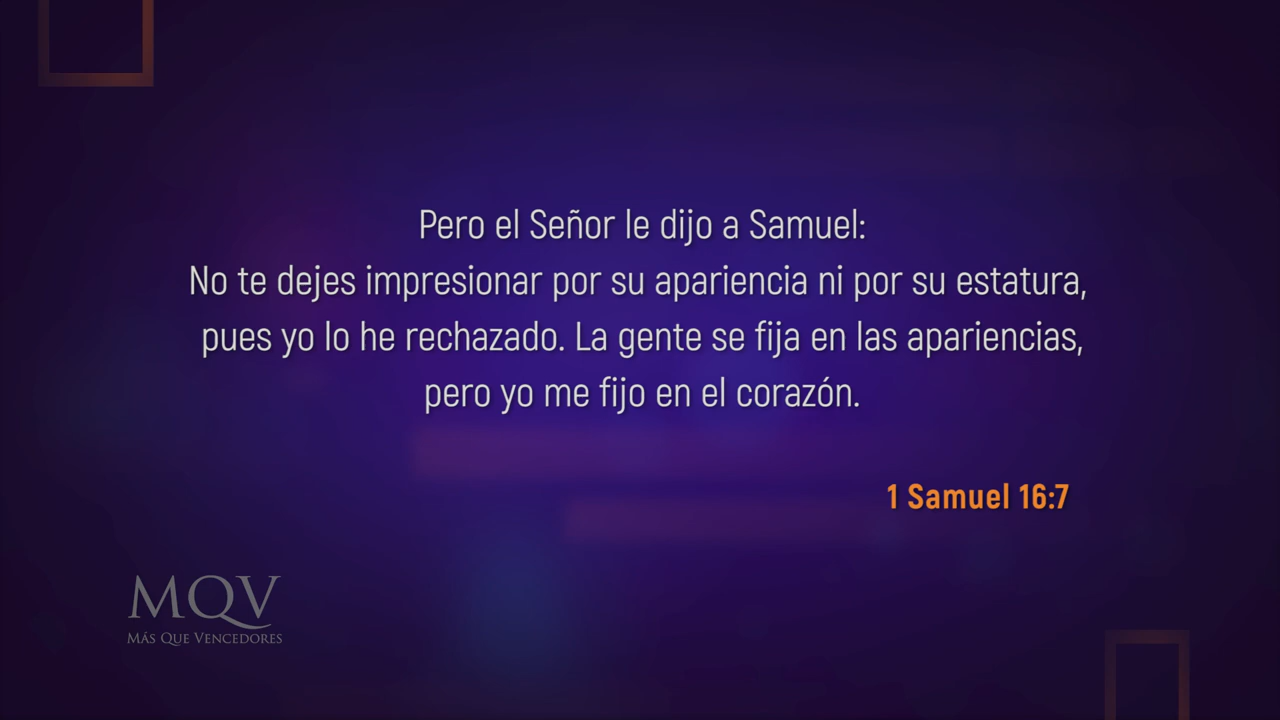 Pero el Señor le dijo a Samuel:
No te dejes impresionar por su apariencia ni por su estatura,
pues yo lo he rechazado. La gente se fija en las apariencias,
pero yo me fijo en el corazón.
1 Samuel 16:7
MQV
MÁS QUE VENCEDORES